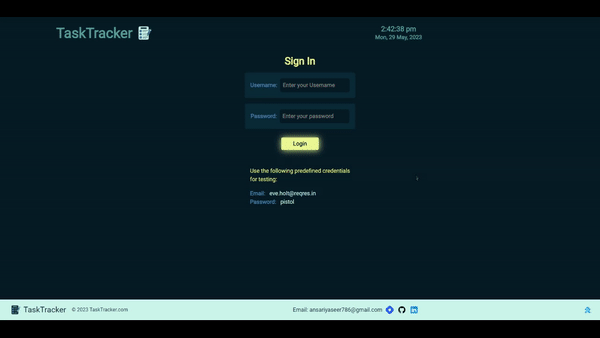 TaskTracker
2:42:38 pm
Mon, 29 May, 2023
Sign In
Username: Enter your Username
Password: Enter your password
Login
Use the following predefined credentials
for testing:
Email: eve.holt@reqres.in
Password: pistol
TaskTracker © 2023 TaskTracker.com Email: ansariyaseer786@gmail.com